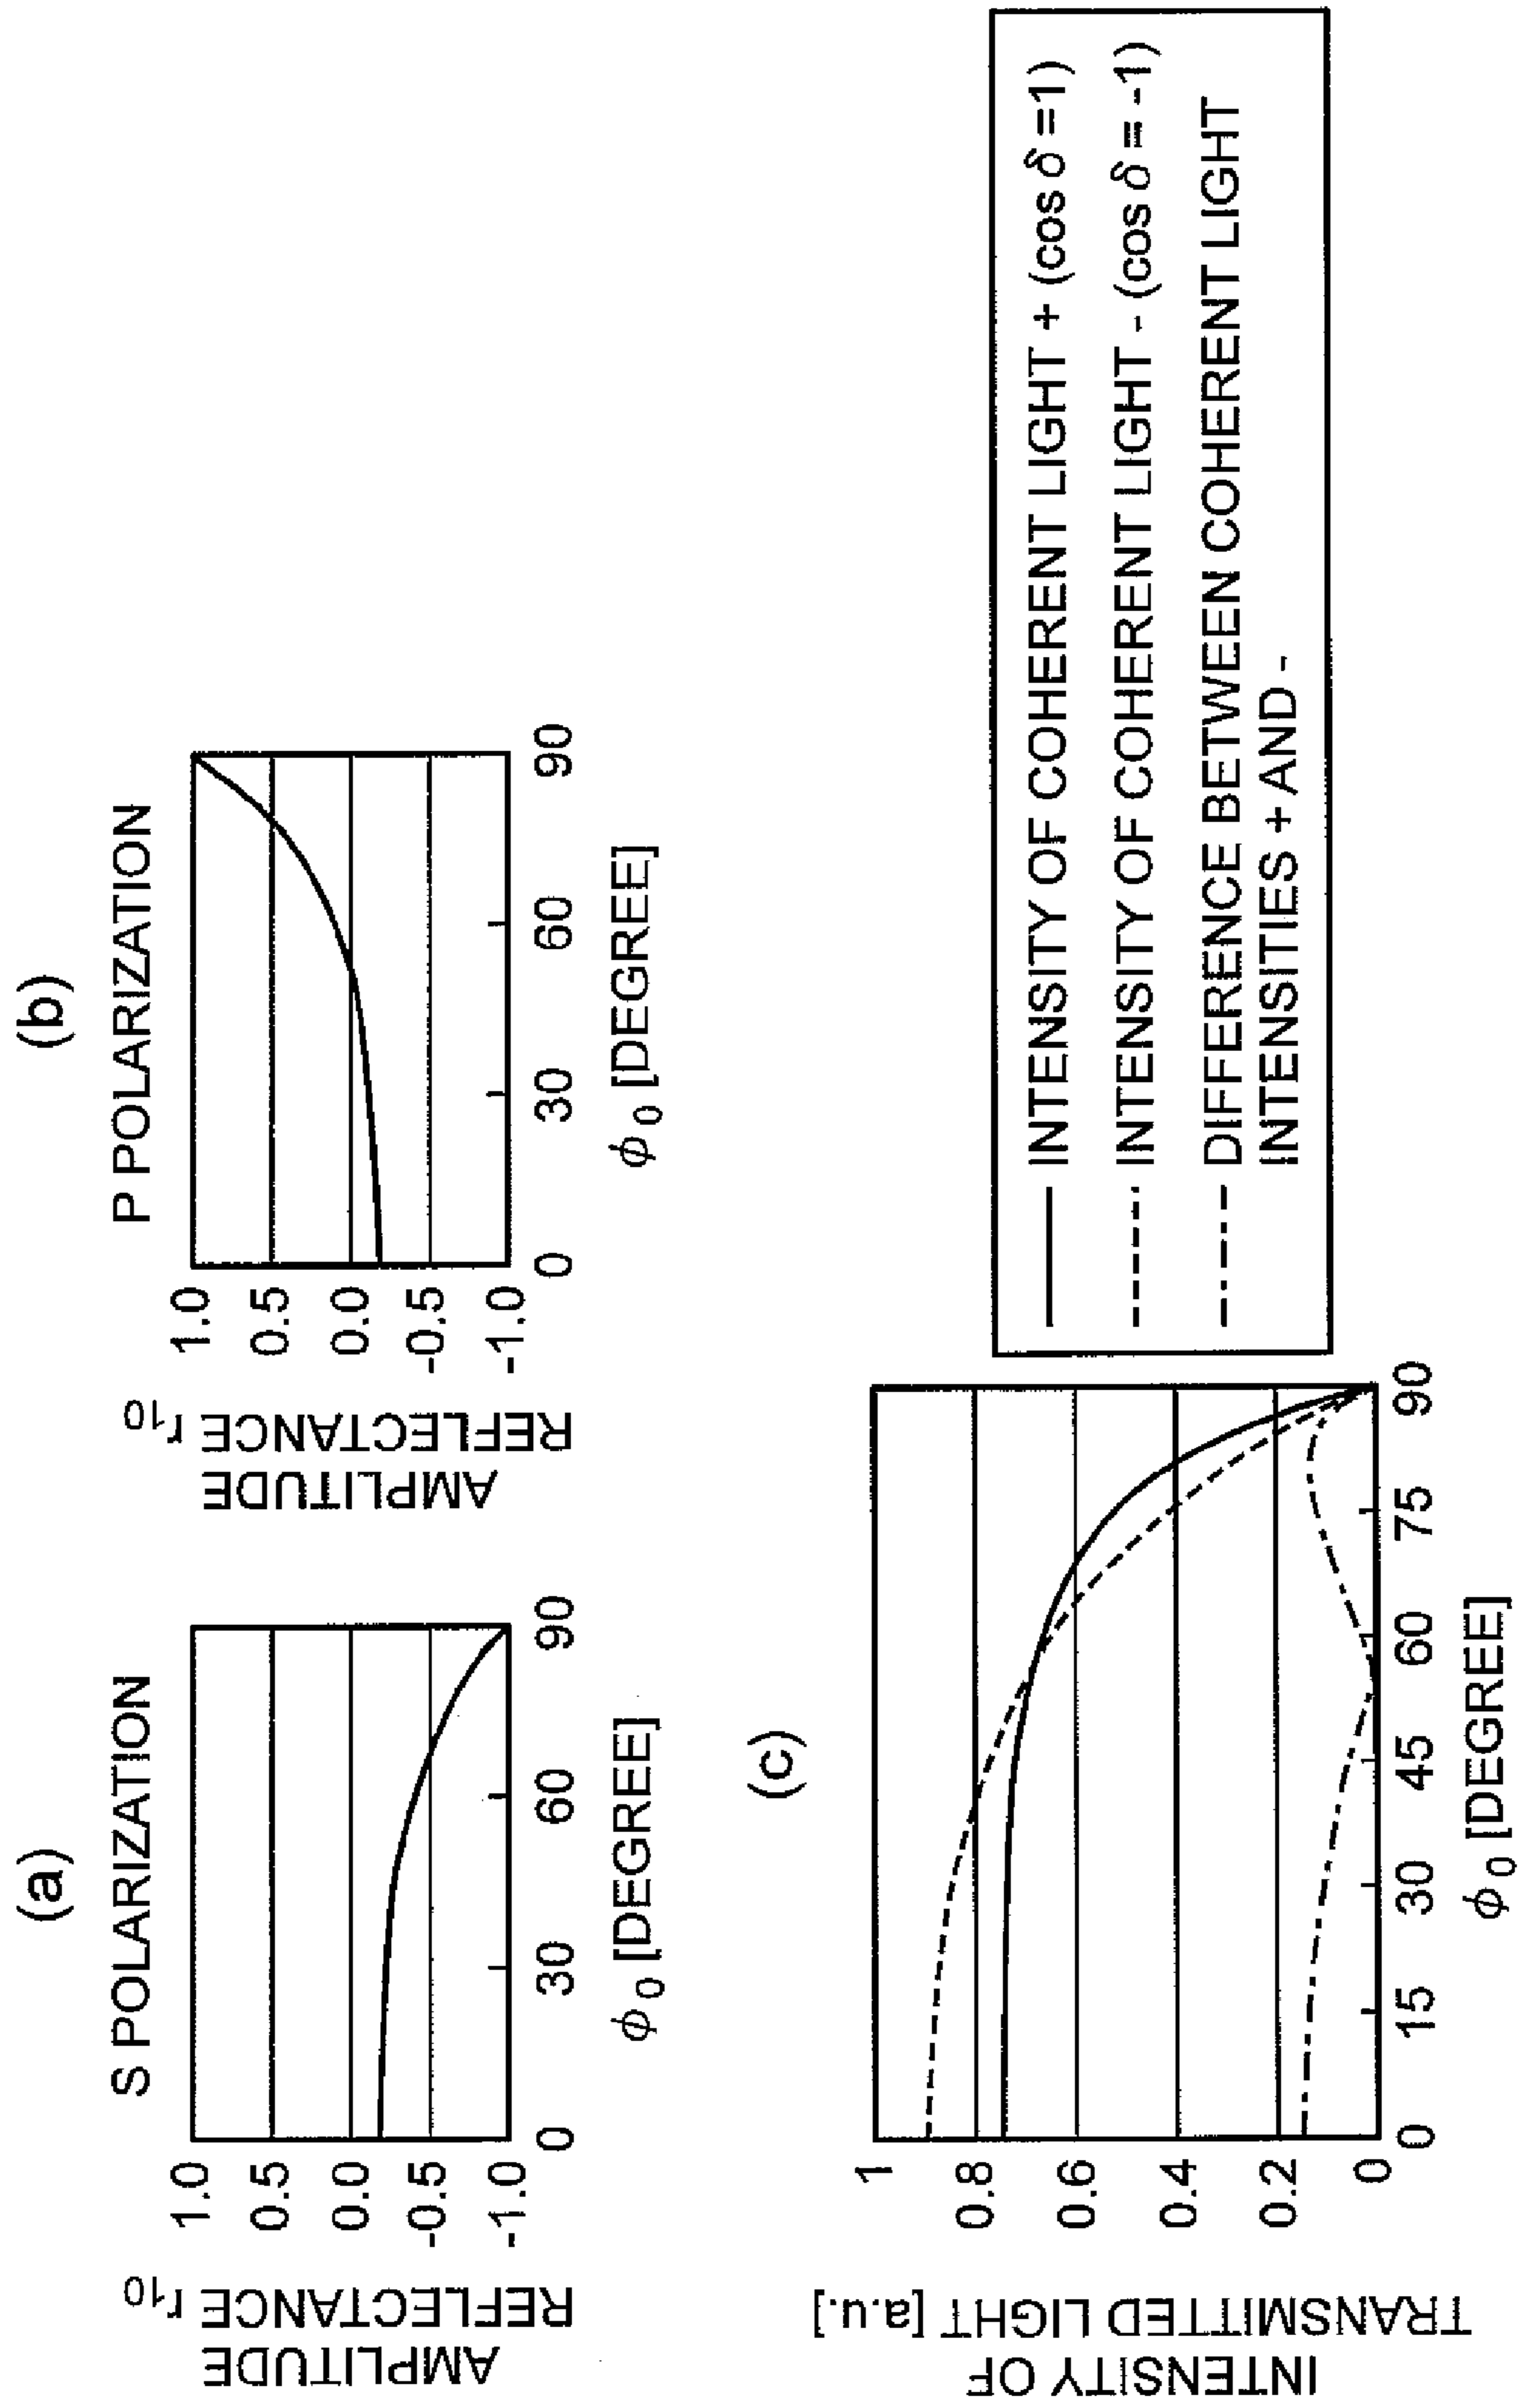 (a)
S POLARIZATION
AMPLITUDE
REFLECTANCE r10
1.0
0.5
0.0
-0.5
-1.0
0 30 60 90
ϕ0 [DEGREE]
(b)
P POLARIZATION
AMPLITUDE
REFLECTANCE r10
1.0
0.5
0.0
-0.5
-1.0
0 30 60 90
ϕ0 [DEGREE]
(c)
INTENSITY OF
TRANSMITTED LIGHT [a.u.]
1
0.8
0.6
0.4
0.2
0
0 15 30 45 60 75 90
ϕ0 [DEGREE]
INTENSITY OF COHERENT LIGHT + (cos δ =1)
INTENSITY OF COHERENT LIGHT - (cos δ = -1)
DIFFERENCE BETWEEN COHERENT LIGHT
INTENSITIES + AND -